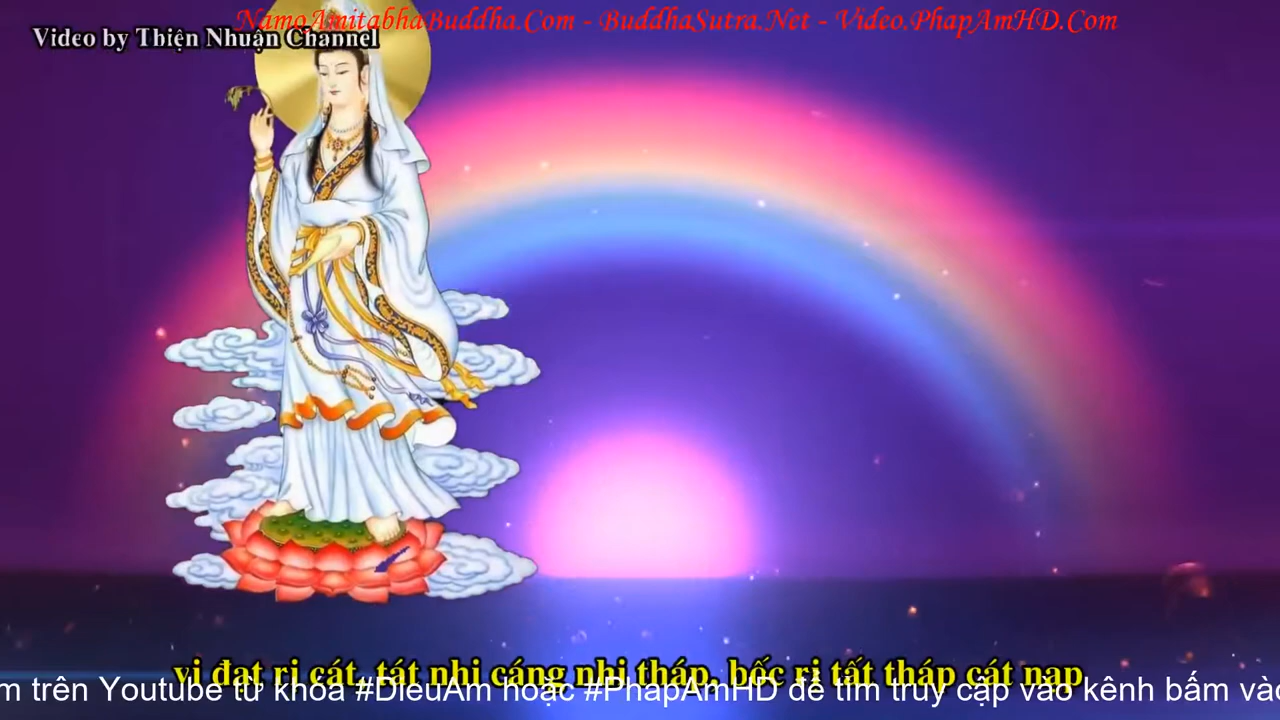 NamoAmitabhaBuddha.Com - BuddhaSutra.Net - Video.PhapAmHD.Com
Video by Thiện Nhuận Channel
vi đạt rị cát, tát nhi cáng nhi tháp, bốc rị tất tháp cát nạp
m trên Youtube từ khóa #DieuAm hoặc #PhapAmHD để tìm truy cập vào kênh bấm vào